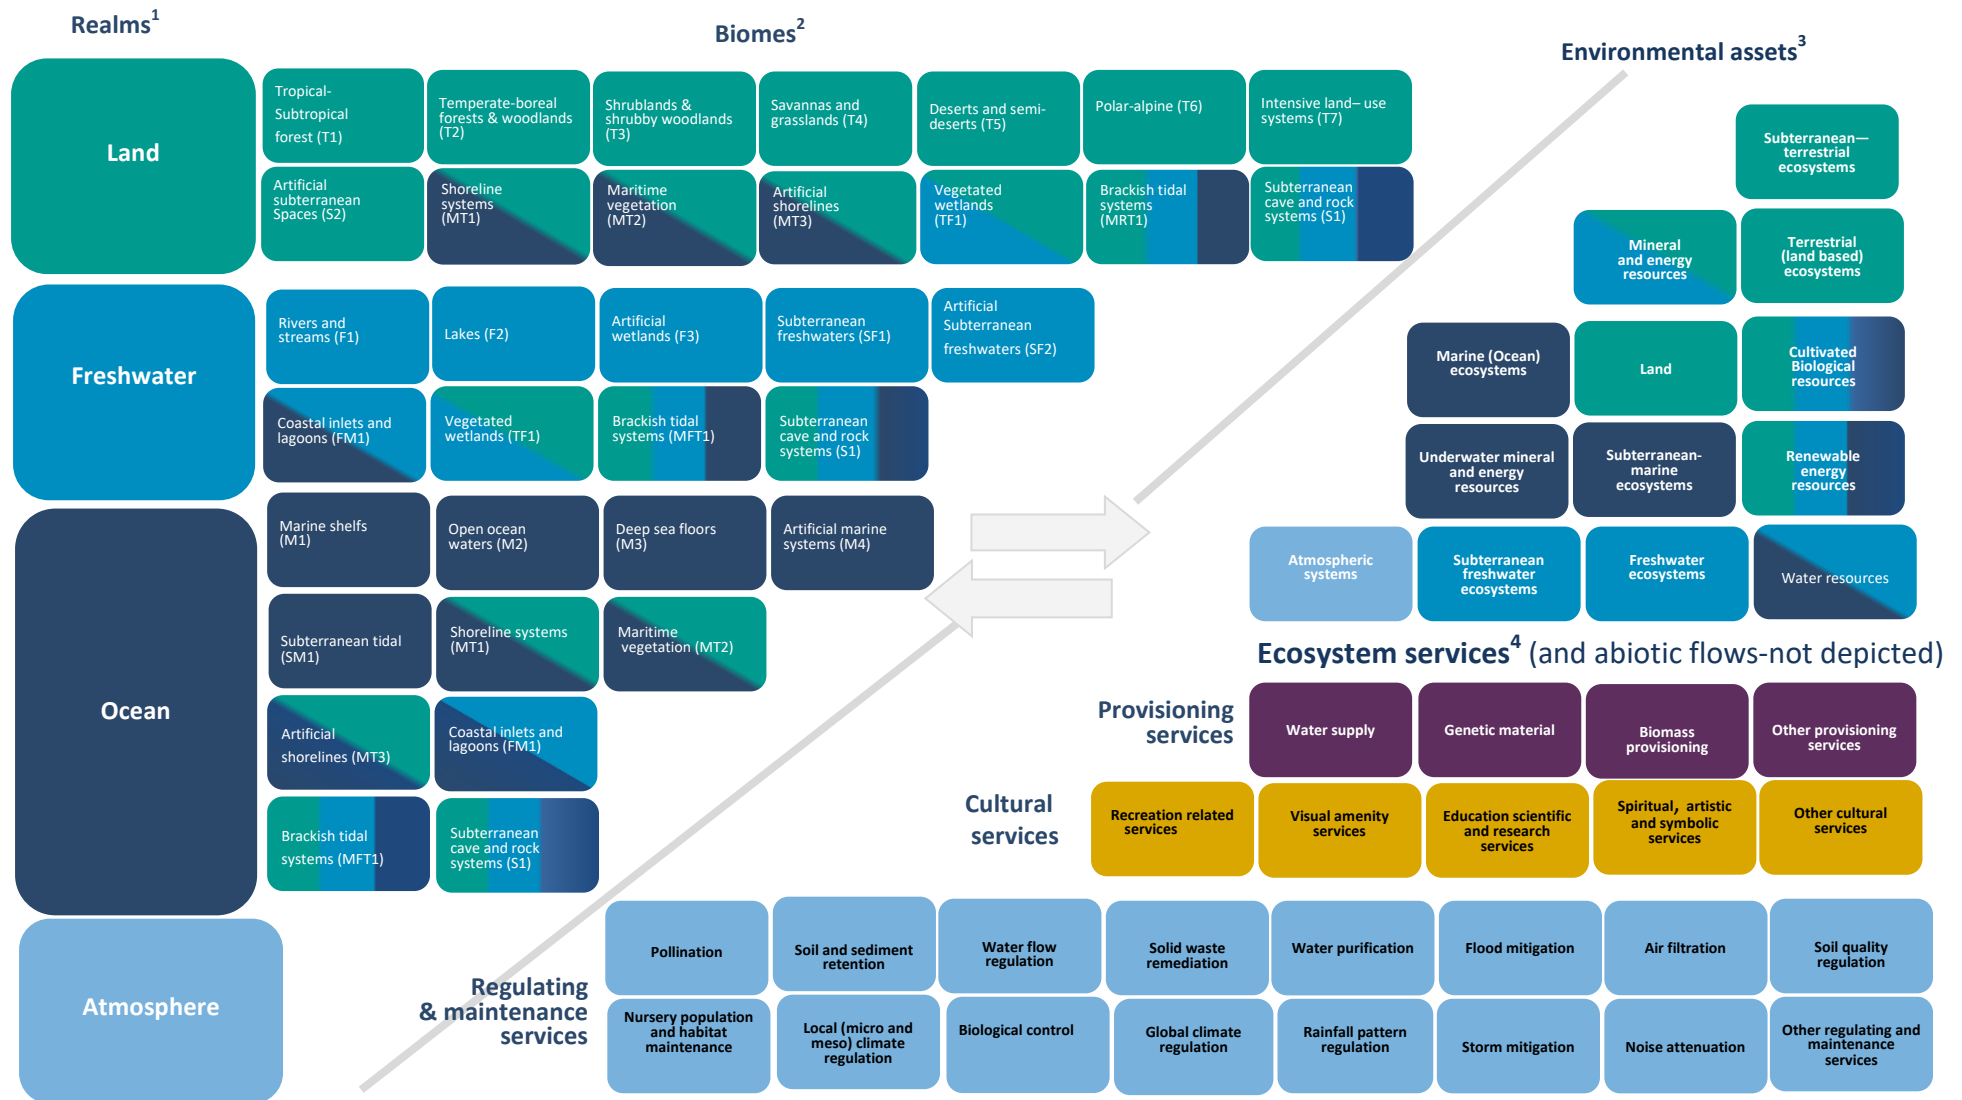 Realms1
Biomes2
Environmental assets3
Land
Tropical-
Subtropical
forest (T1)
Temperate-boreal
forests & woodlands
(T2)
Shrublands &
shrubby woodlands
(T3)
Savannas and
grasslands (T4)
Deserts and semi-
deserts (T5)
Polar-alpine (T6)
Intensive land– use
systems (T7)
Artificial
subterranean
Spaces (S2)
Shoreline
systems
(MT1)
Maritime
vegetation
(MT2)
Artificial
shorelines
(MT3)
Vegetated
wetlands
(TF1)
Brackish tidal
systems
(MRT1)
Subterranean
cave and rock
systems (S1)
Freshwater
Rivers and
streams (F1)
Lakes (F2)
Artificial
wetlands (F3)
Subterranean
freshwaters (SF1)
Artificial
Subterranean
freshwaters (SF2)
Coastal inlets and
lagoons (FM1)
Vegetated
wetlands (TF1)
Brackish tidal
systems (MFT1)
Subterranean
cave and rock
systems (S1)
Ocean
Marine shelfs
(M1)
Open ocean
waters (M2)
Deep sea floors
(M3)
Artificial marine
systems (M4)
Subterranean tidal
(SM1)
Shoreline systems
(MT1)
Maritime
vegetation (MT2)
Artificial
shorelines (MT3)
Coastal inlets and
lagoons (FM1)
Brackish tidal
systems (MFT1)
Subterranean
cave and rock
systems (S1)
Atmosphere
Subterranean—
terrestrial
ecosystems
Mineral
and energy
resources
Terrestrial
(land based)
ecosystems
Marine (Ocean)
ecosystems
Land
Cultivated
Biological
resources
Underwater mineral
and energy
resources
Subterranean-
marine
ecosystems
Renewable
energy
resources
Atmospheric
systems
Subterranean
freshwater
ecosystems
Freshwater
ecosystems
Water resources
Ecosystem services4 (and abiotic flows-not depicted)
Provisioning
services
Water supply
Genetic material
Biomass
provisioning
Other provisioning
services
Cultural
services
Recreation related
services
Visual amenity
services
Education scientific
and research
services
Spiritual, artistic
and symbolic
services
Other cultural
services
Regulating
& maintenance
services
Pollination
Soil and sediment
retention
Water flow
regulation
Solid waste
remediation
Water purification
Flood mitigation
Air filtration
Soil quality
regulation
Nursery population
and habitat
maintenance
Local (micro and
meso) climate
regulation
Biological control
Global climate
regulation
Rainfall pattern
regulation
Storm mitigation
Noise attenuation
Other regulating and
maintenance
services